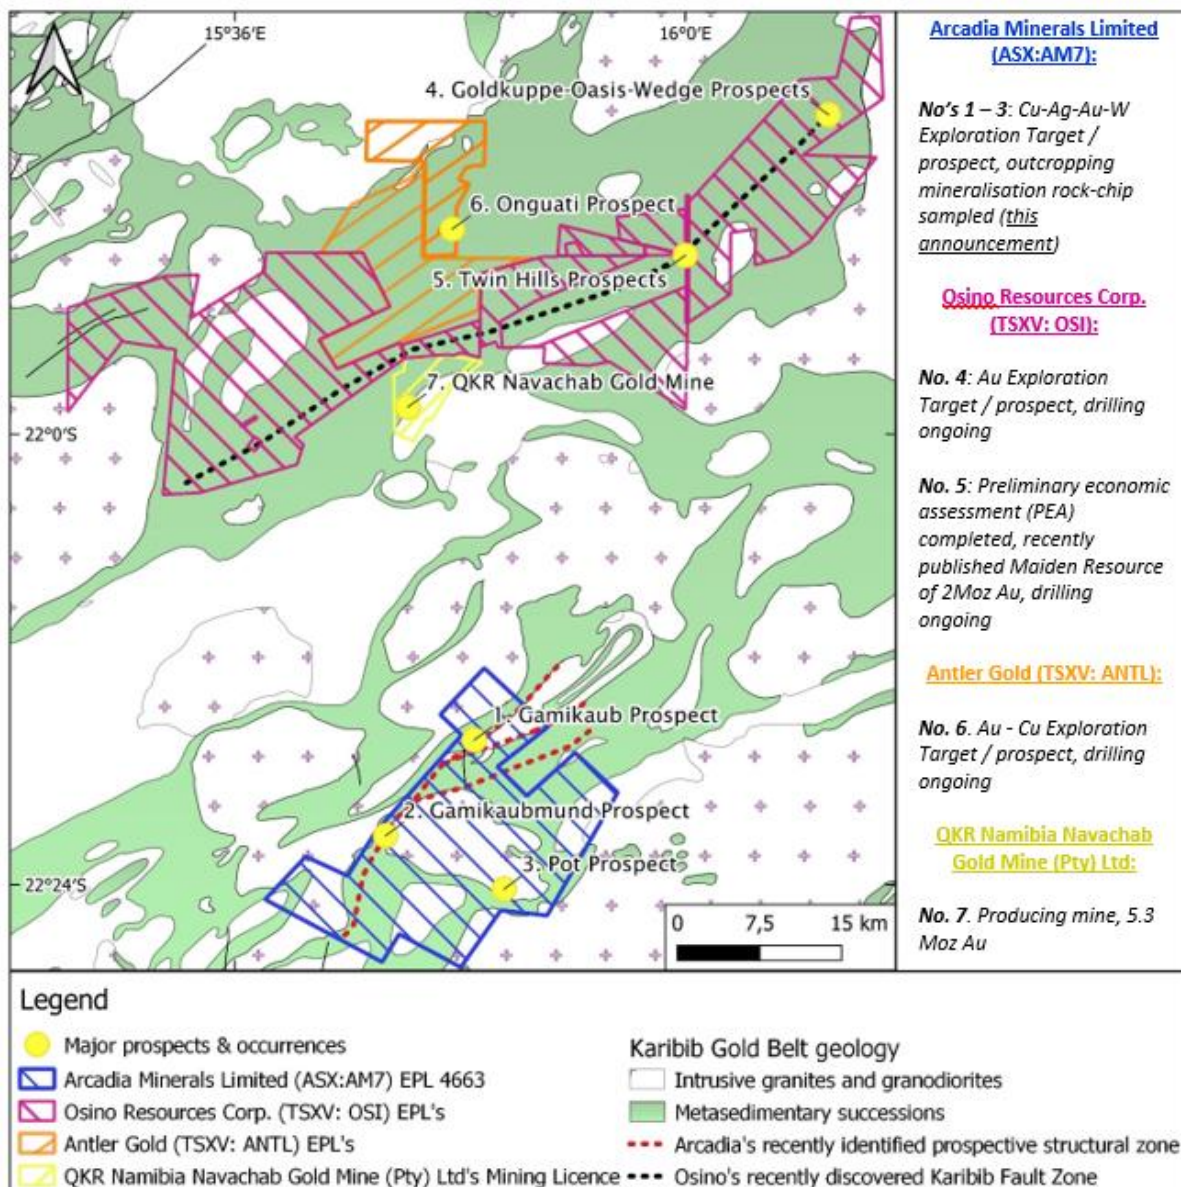 15°36'E
16°0'E
4. Goldkuppe-Oasis-Wedge Prospects
6. Onguati Prospect
5. Twin Hills Prospects
7. QKR Navachab Gold Mine
22°0'S
1. Gamikaub Prospect
2. Gamikaubmund Prospect
3. Pot Prospect
22°24'S
0 7,5 15 km
Arcadia Minerals Limited
(ASX:AM7):
No's 1 – 3: Cu-Ag-Au-W
Exploration Target /
prospect, outcropping
mineralisation rock-chip
sampled (this
announcement)
Osino Resources Corp.
(TSXV: OSI):
No. 4: Au Exploration
Target / prospect, drilling
ongoing
No. 5: Preliminary economic
assessment (PEA)
completed, recently
published Maiden Resource
of 2Moz Au, drilling
ongoing
Antler Gold (TSXV: ANTL):
No. 6. Au - Cu Exploration
Target / prospect, drilling
ongoing
QKR Namibia Navachab
Gold Mine (Pty) Ltd:
No. 7. Producing mine, 5.3
Moz Au
Legend
Major prospects & occurrences
Arcadia Minerals Limited (ASX:AM7) EPL 4663
Osino Resources Corp. (TSXV: OSI) EPL's
Antler Gold (TSXV: ANTL) EPL's
QKR Namibia Navachab Gold Mine (Pty) Ltd's Mining Licence
Karibib Gold Belt geology
Intrusive granites and granodiorites
Metasedimentary successions
Arcadia's recently identified prospective structural zone
Osino's recently discovered Karibib Fault Zone